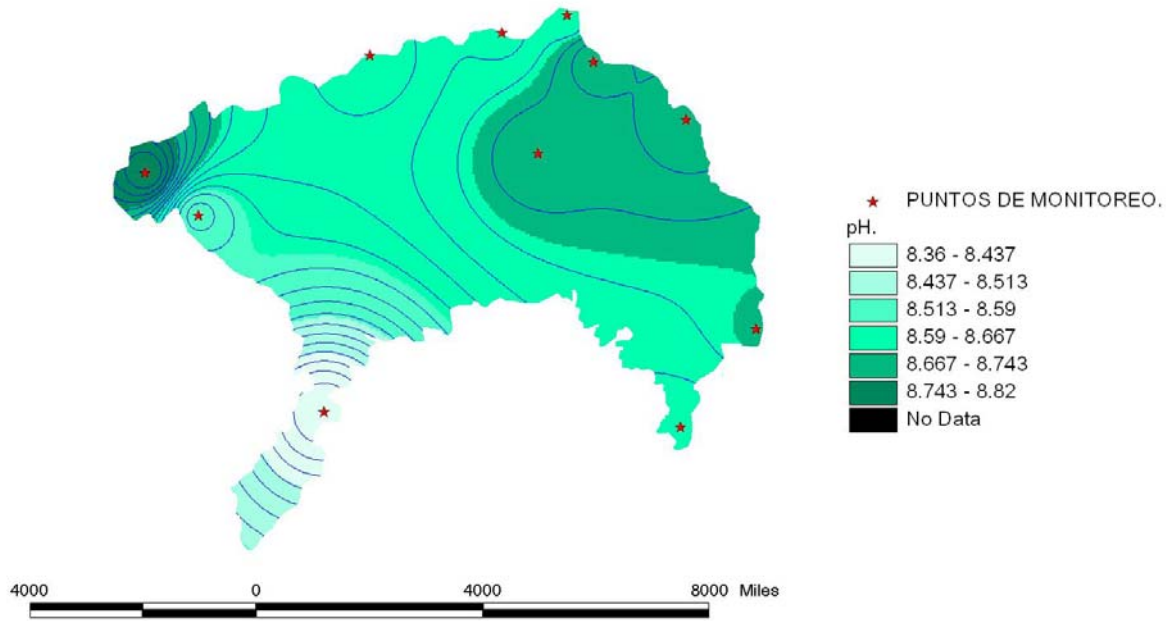 PUNTOS DE MONITOREO.
pH.
8.36 - 8.437
8.437 - 8.513
8.513 - 8.59
8.59 - 8.667
8.667 - 8.743
8.743 - 8.82
No Data
4000 0 4000 8000 Miles